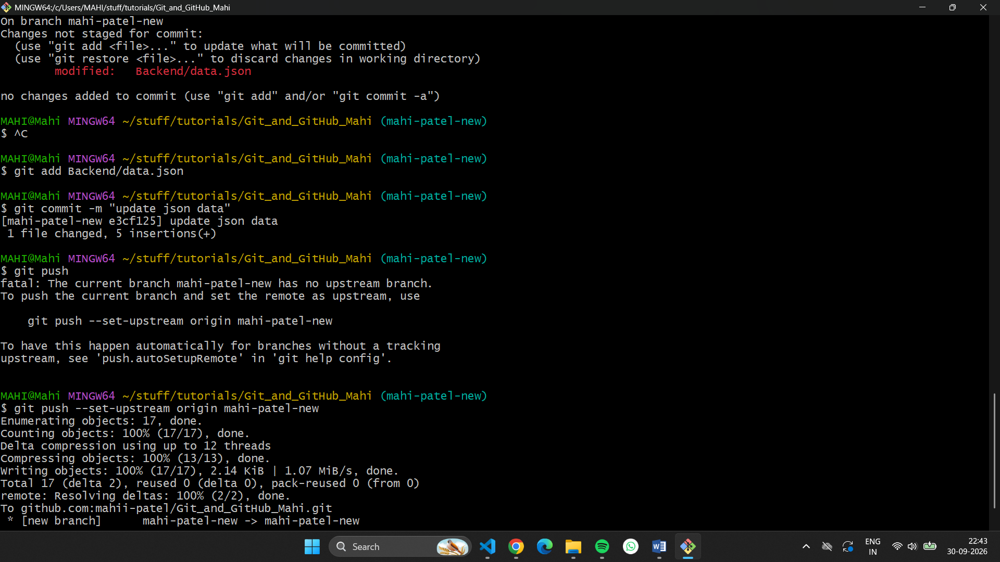 MINGW64:/c/Users/MAHI/stuff/tutorials/Git_and_GitHub_Mahi
On branch mahi-patel-new
Changes not staged for commit:
  (use "git add <file>..." to update what will be committed)
  (use "git restore <file>..." to discard changes in working directory)
        modified:   Backend/data.json
no changes added to commit (use "git add" and/or "git commit -a")
MAHI@Mahi MINGW64 ~/stuff/tutorials/Git_and_GitHub_Mahi (mahi-patel-new)
$ ^C
MAHI@Mahi MINGW64 ~/stuff/tutorials/Git_and_GitHub_Mahi (mahi-patel-new)
$ git add Backend/data.json
MAHI@Mahi MINGW64 ~/stuff/tutorials/Git_and_GitHub_Mahi (mahi-patel-new)
$ git commit -m "update json data"
[mahi-patel-new e3cf125] update json data
 1 file changed, 5 insertions(+)
MAHI@Mahi MINGW64 ~/stuff/tutorials/Git_and_GitHub_Mahi (mahi-patel-new)
$ git push
fatal: The current branch mahi-patel-new has no upstream branch.
To push the current branch and set the remote as upstream, use
    git push --set-upstream origin mahi-patel-new
To have this happen automatically for branches without a tracking
upstream, see 'push.autoSetupRemote' in 'git help config'.
MAHI@Mahi MINGW64 ~/stuff/tutorials/Git_and_GitHub_Mahi (mahi-patel-new)
$ git push --set-upstream origin mahi-patel-new
Enumerating objects: 17, done.
Counting objects: 100% (17/17), done.
Delta compression using up to 12 threads
Compressing objects: 100% (13/13), done.
Writing objects: 100% (17/17), 2.14 KiB | 1.07 MiB/s, done.
Total 17 (delta 2), reused 0 (delta 0), pack-reused 0 (from 0)
remote: Resolving deltas: 100% (2/2), done.
To github.com:mahii-patel/Git_and_GitHub_Mahi.git
 * [new branch]      mahi-patel-new -> mahi-patel-new
Search
ENG
IN
22:43
30-09-2026